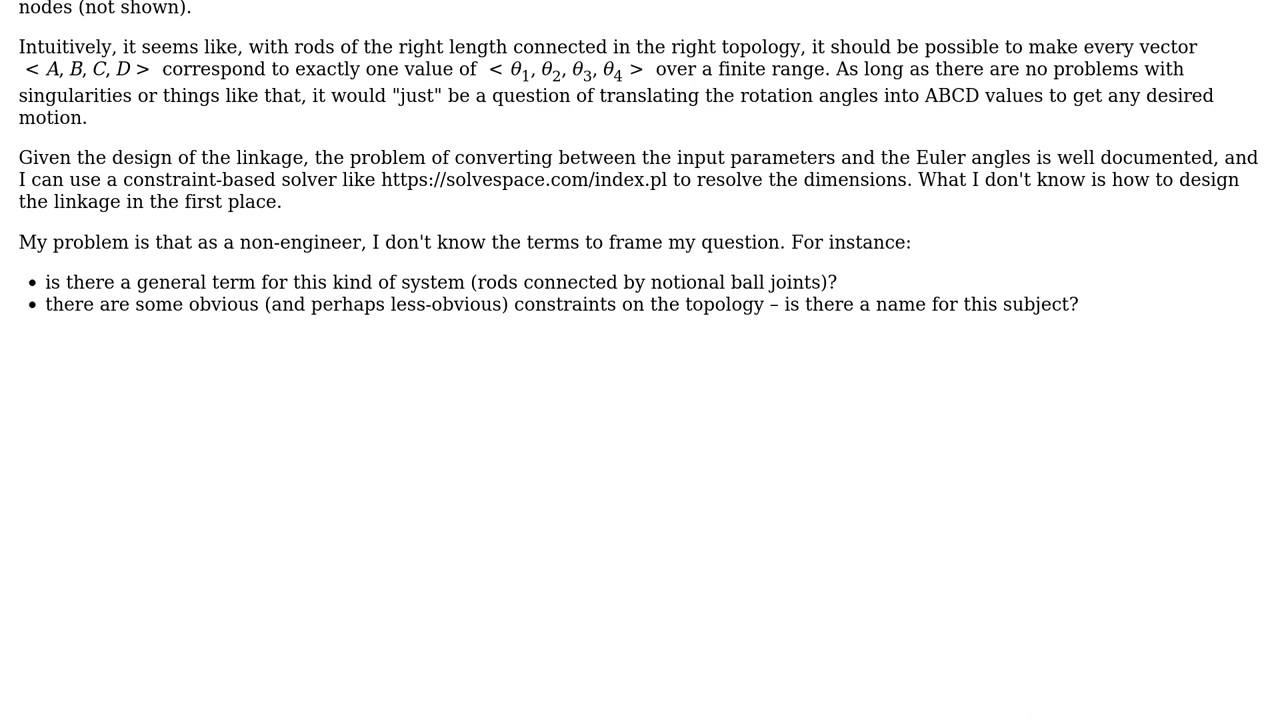 nodes (not shown).
Intuitively, it seems like, with rods of the right length connected in the right topology, it should be possible to make every vector
< A, B, C, D > correspond to exactly one value of < θ₁, θ₂, θ₃, θ₄ > over a finite range. As long as there are no problems with
singularities or things like that, it would "just" be a question of translating the rotation angles into ABCD values to get any desired
motion.
Given the design of the linkage, the problem of converting between the input parameters and the Euler angles is well documented, and
I can use a constraint-based solver like https://solvespace.com/index.pl to resolve the dimensions. What I don't know is how to design
the linkage in the first place.
My problem is that as a non-engineer, I don't know the terms to frame my question. For instance:
• is there a general term for this kind of system (rods connected by notional ball joints)?
• there are some obvious (and perhaps less-obvious) constraints on the topology – is there a name for this subject?